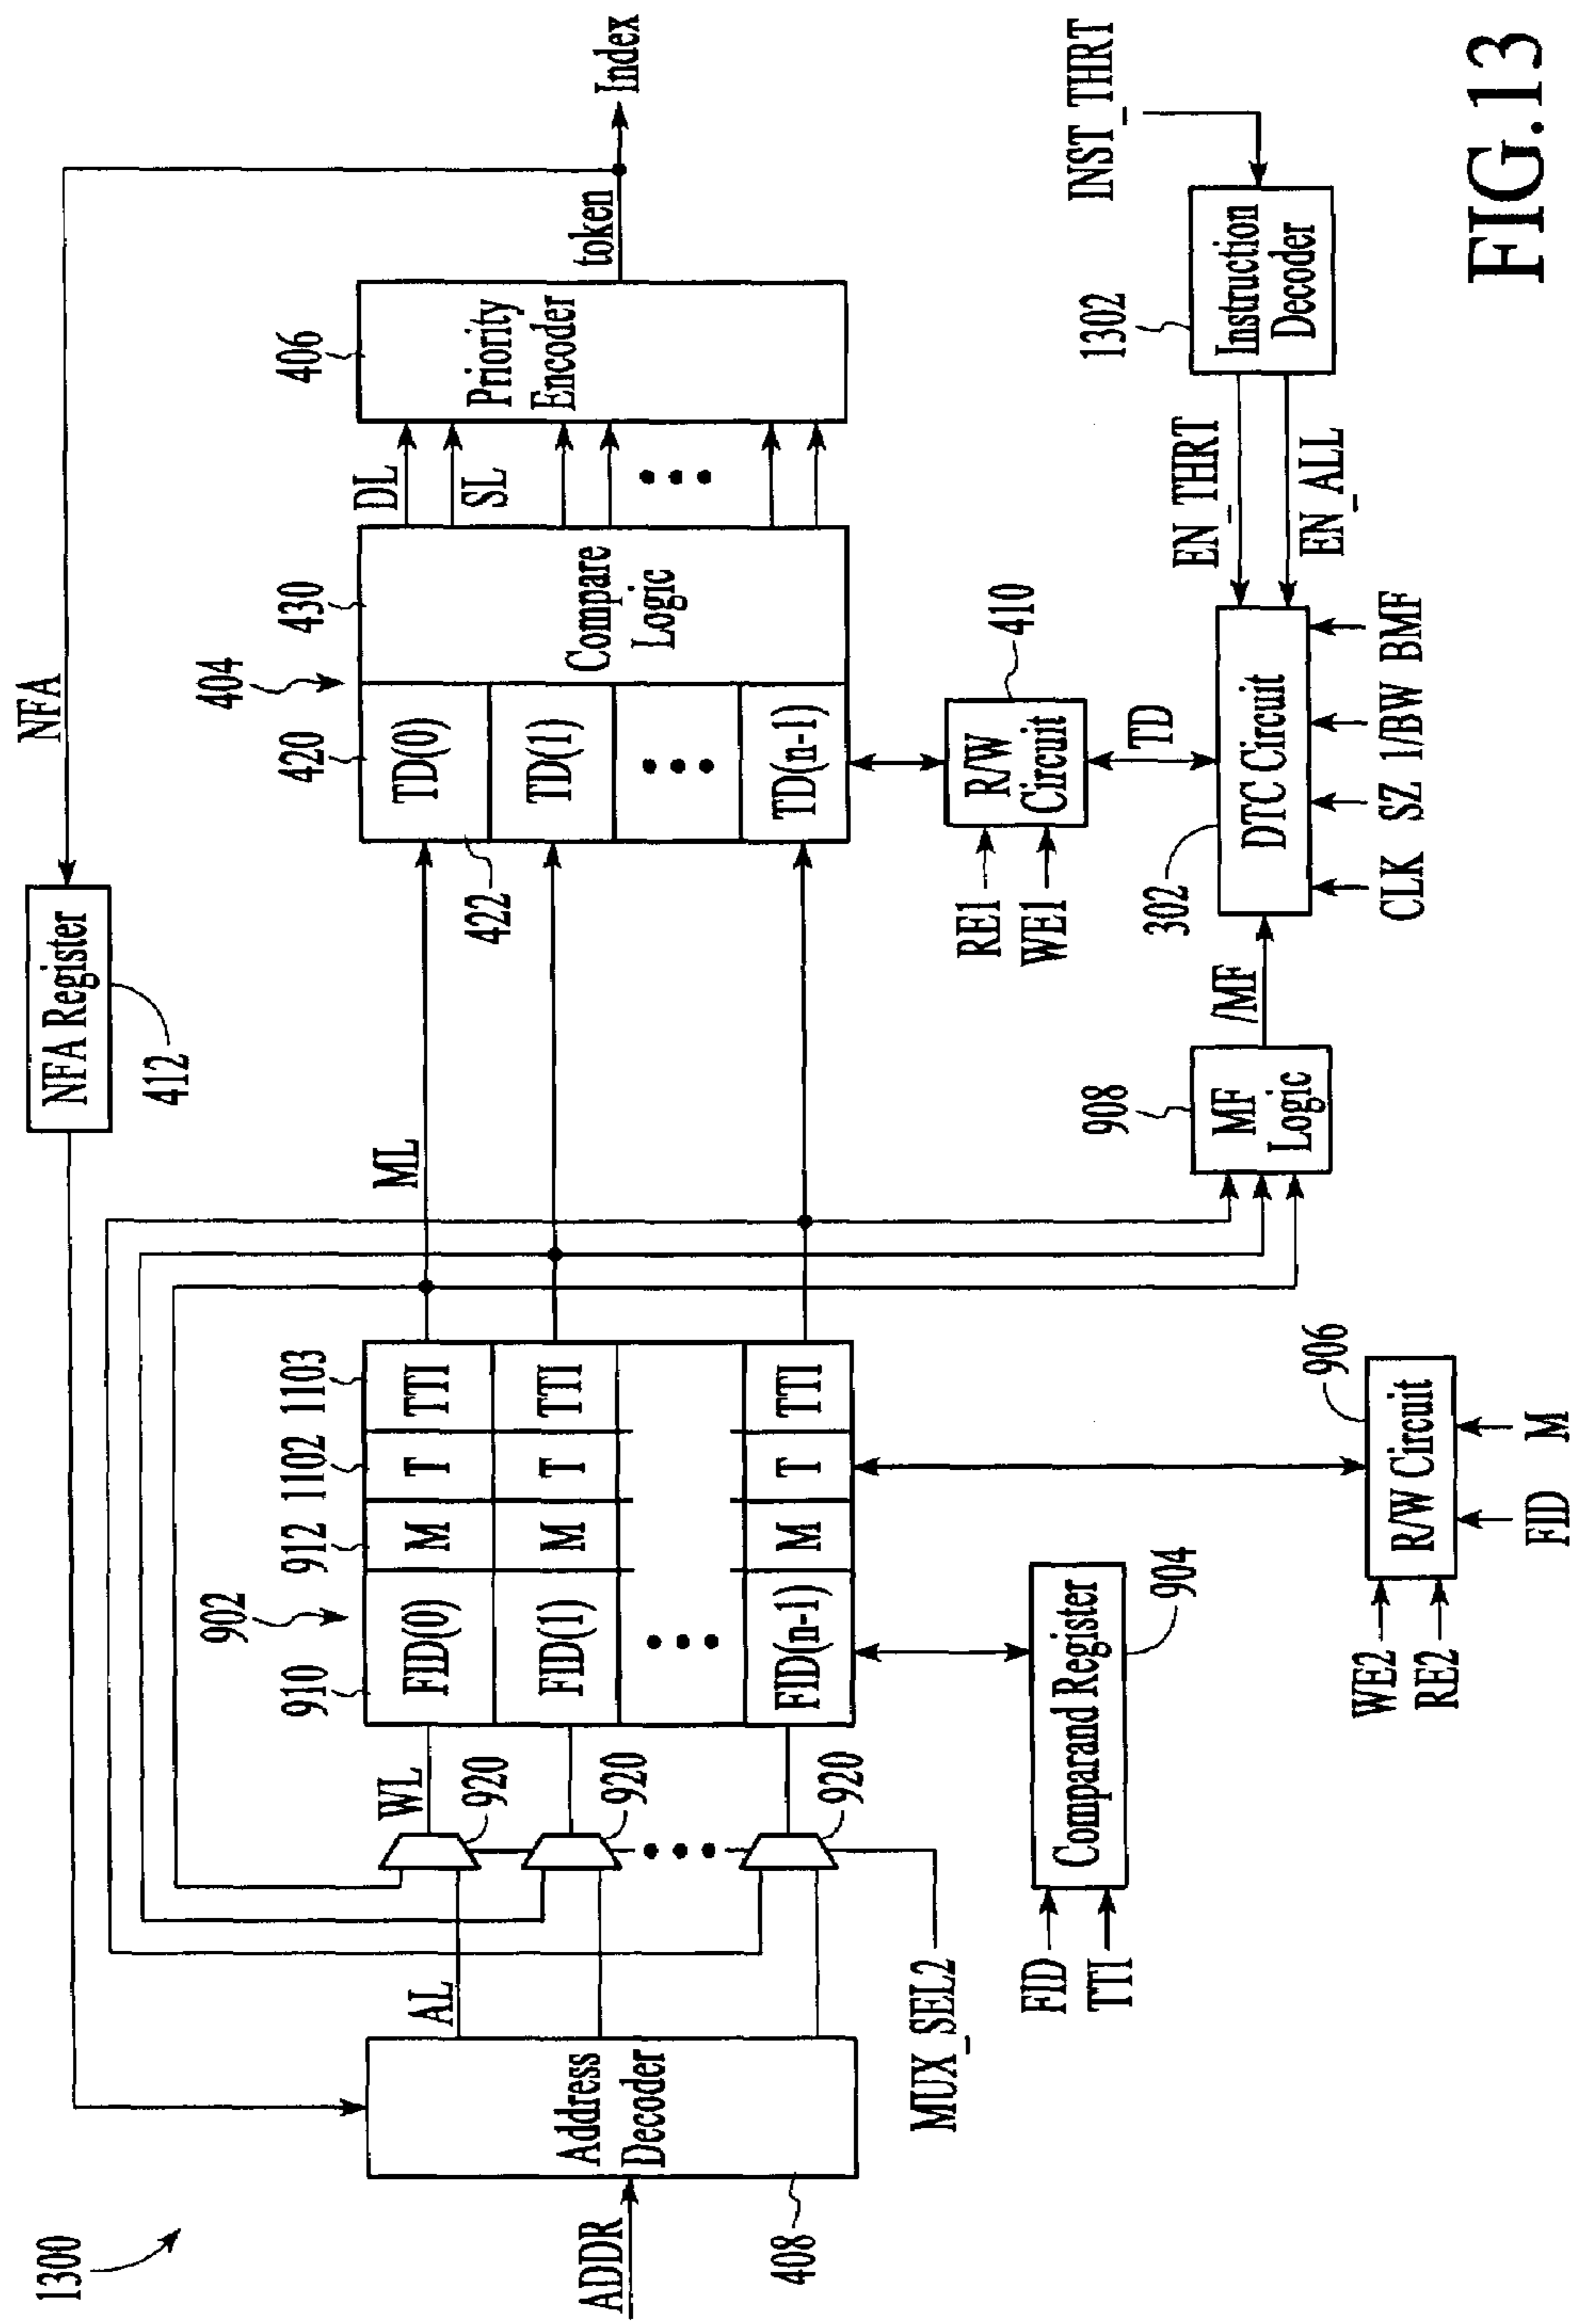 1300
NFA
NFA Register
412
ADDR
Address
Decoder
408
AL
WL
920
920
920
MUX_SEL2
902
910
912
1102
1103
FID(0)
M
T
TTI
FID(1)
M
T
TTI
FID(n-1)
M
T
TTI
ML
404
420
430
422
TD(0)
TD(1)
TD(n-1)
Compare
Logic
DL
SL
406
Priority
Encoder
token
Index
FID
TTI
Comparand Register
904
WE2
RE2
R/W Circuit
906
FID
M
908
MF
Logic
/MF
RE1
WE1
R/W
Circuit
410
TD
302
DTC Circuit
CLK
SZ
1/BW
BMF
EN_THRT
EN_ALL
1302
Instruction
Decoder
INST_THRT
FIG.13